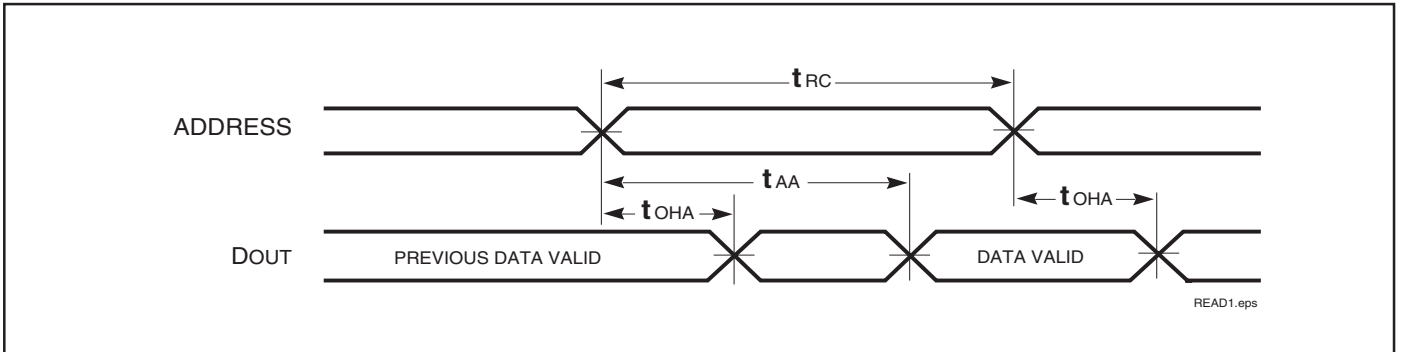 tRC
ADDRESS
tAA
tOHA
tOHA
DOUT
PREVIOUS DATA VALID
DATA VALID
READ1.eps